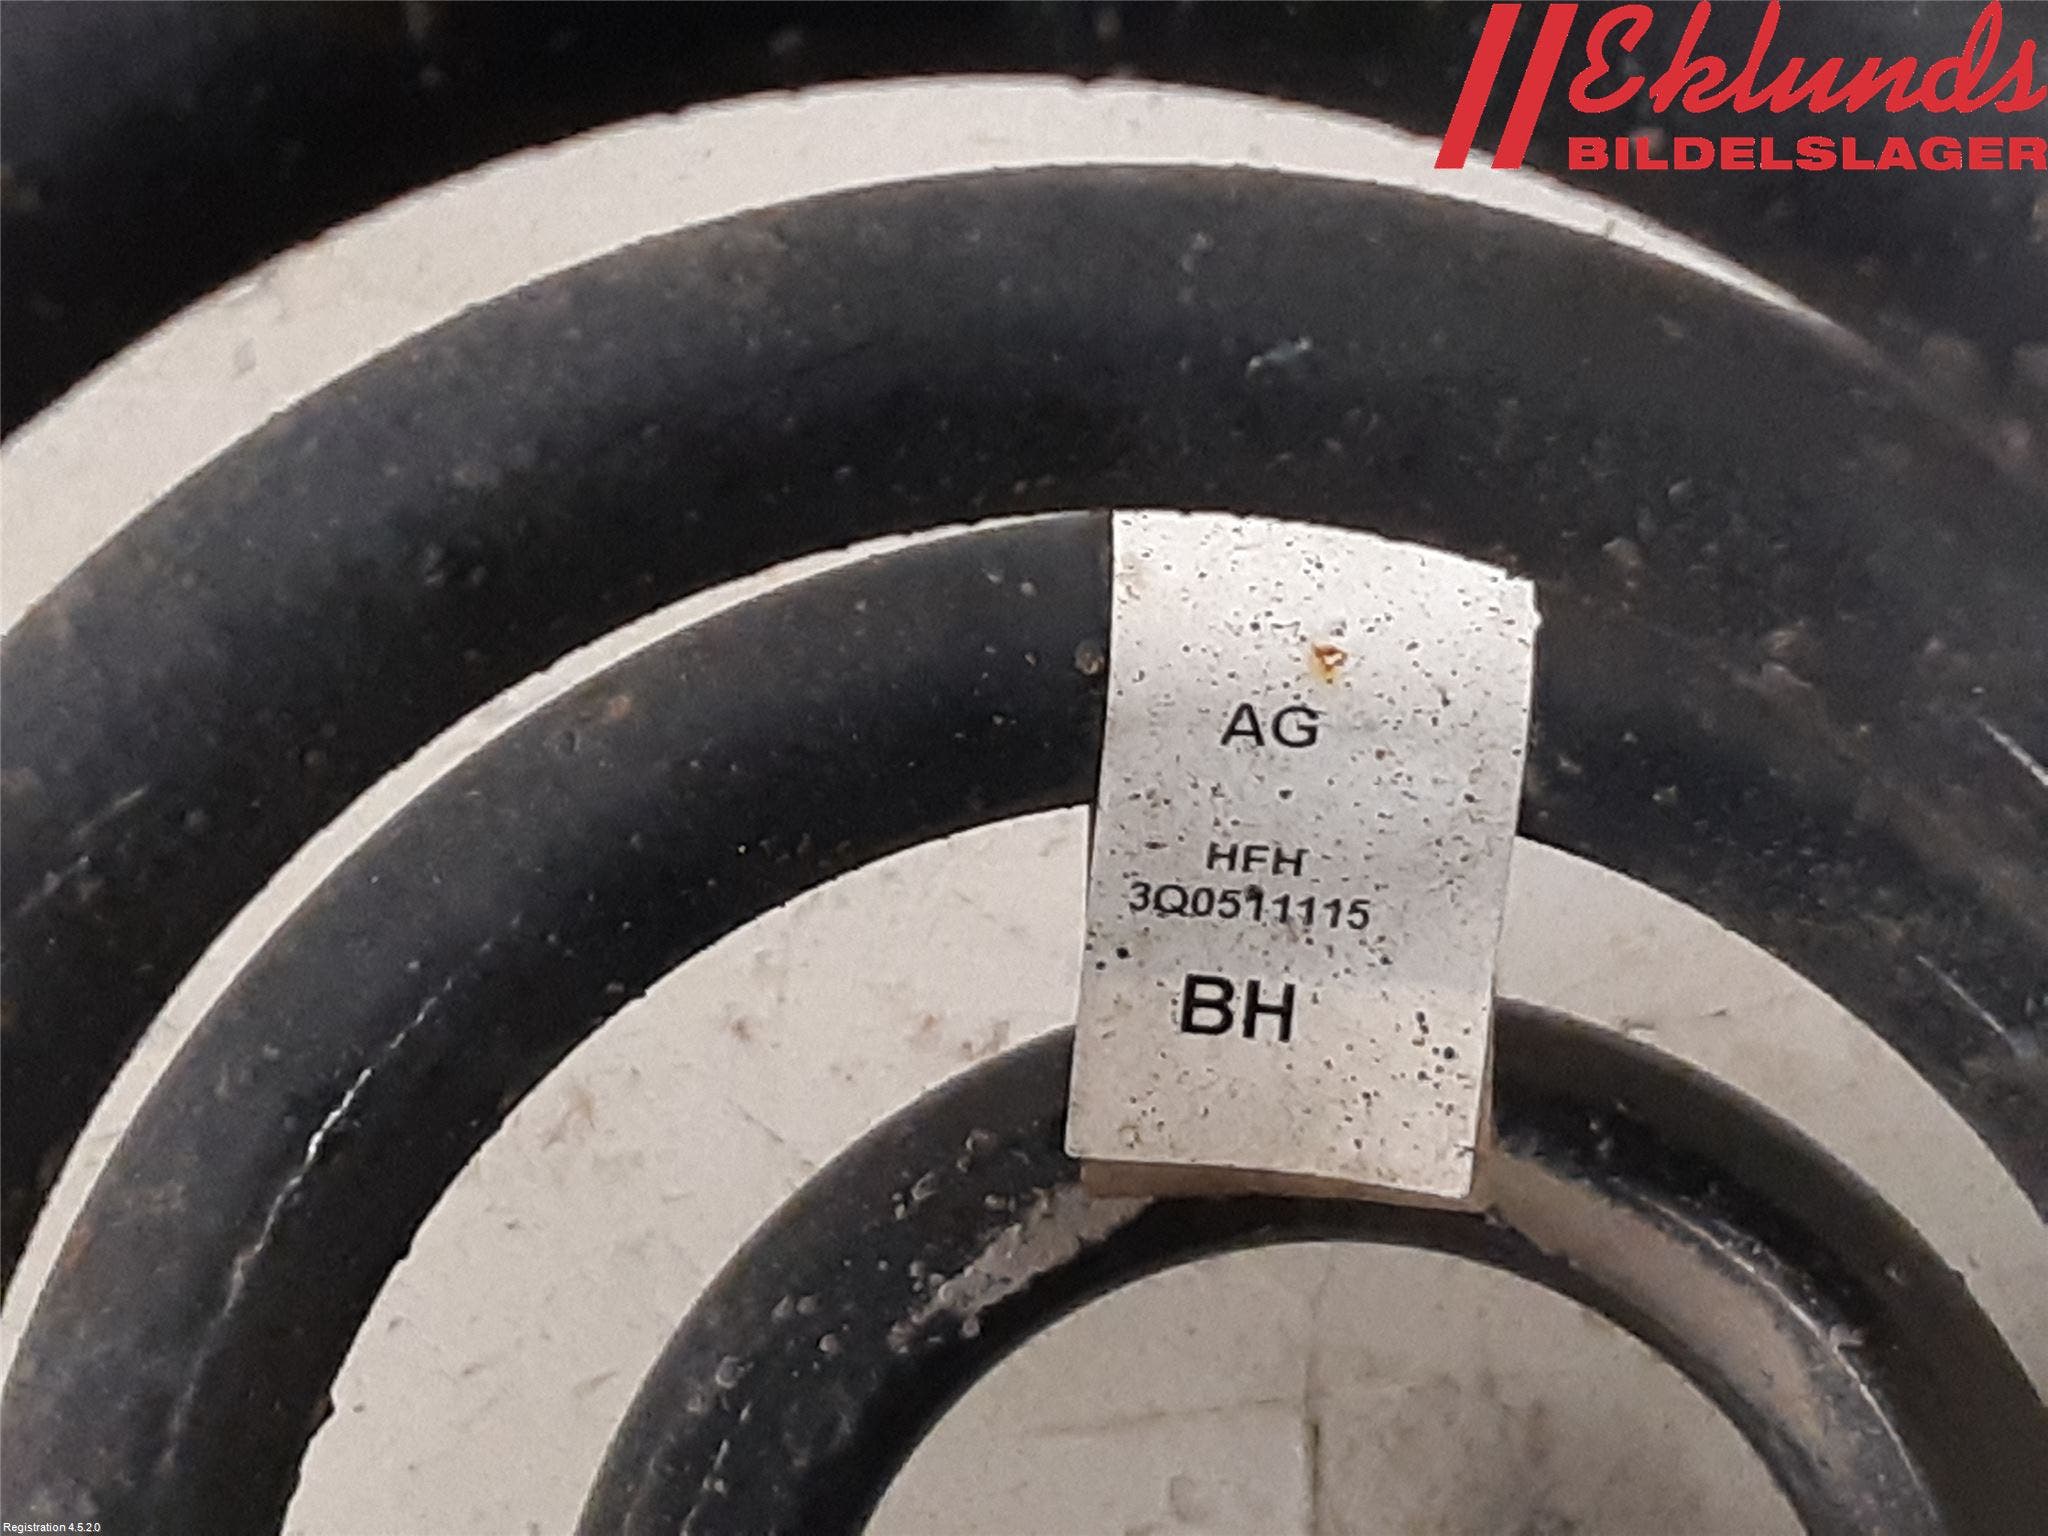 Eklunds
BILDELSLAGER
AG
HFH
3Q0511115
BH
Registration 4.5.2.0